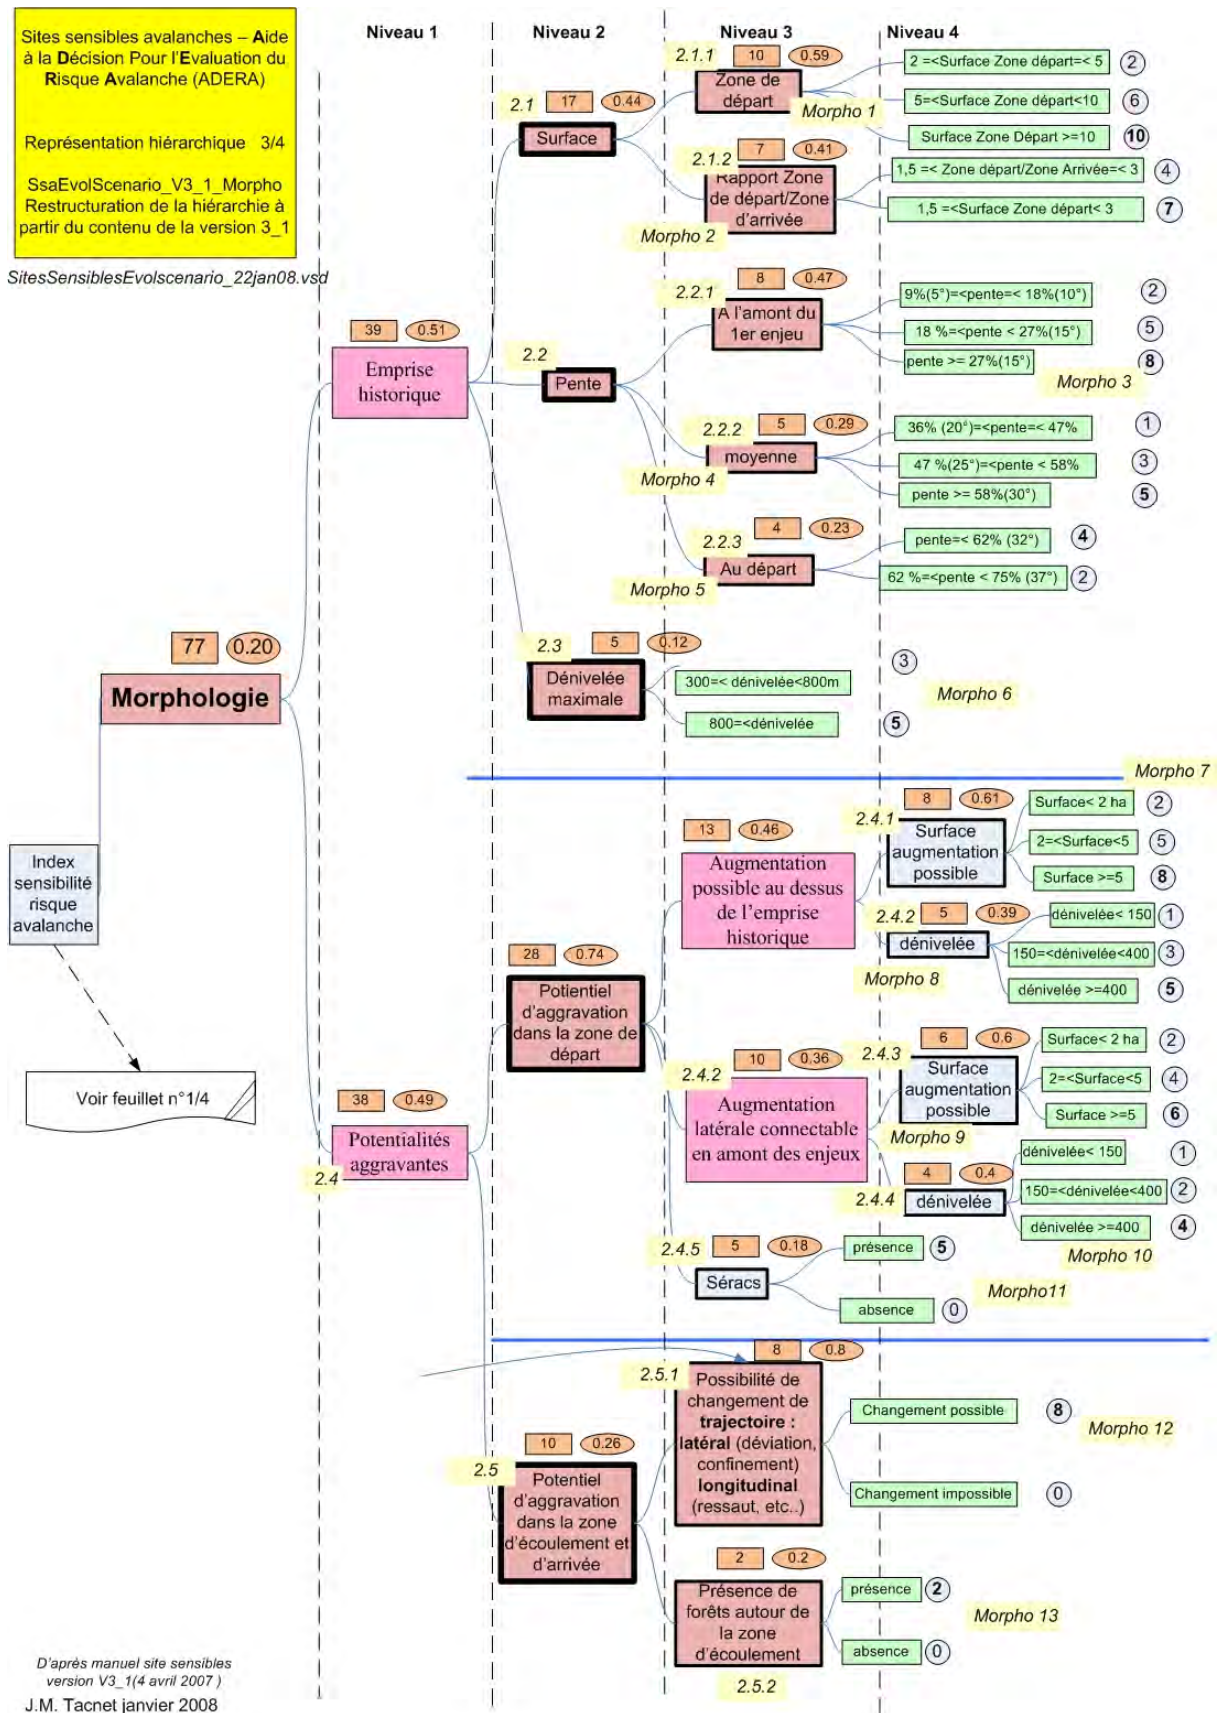 Sites sensibles avalanches – Aide
à la Décision Pour l'Evaluation du
Risque Avalanche (ADERA)
Représentation hiérarchique 3/4
SsaEvolScenario_V3_1_Morpho
Restructuration de la hiérarchie à
partir du contenu de la version 3_1
SitesSensiblesEvolscenario_22jan08.vsd
Niveau 1
Niveau 2
Niveau 3
Niveau 4
2.1.1
10
0.59
Zone de
départ
Morpho 1
2 =<Surface Zone départ=< 5
2
5=<Surface Zone départ<10
6
Surface Zone Départ >=10
10
2.1
17
0.44
Surface
2.1.2
7
0.41
Rapport Zone
de départ/Zone
d'arrivée
Morpho 2
1,5 =< Zone départ/Zone Arrivée=< 3
4
1,5 =<Surface Zone départ< 3
7
2.2.1
8
0.47
A l'amont du
1er enjeu
9%(5°)=<pente=< 18%(10°)
2
18 %=<pente < 27%(15°)
5
pente >= 27%(15°)
8
Morpho 3
39
0.51
Emprise
historique
2.2
Pente
2.2.2
5
0.29
moyenne
Morpho 4
36% (20°)=<pente=< 47%
1
47 %(25°)=<pente < 58%
3
pente >= 58%(30°)
5
2.2.3
4
0.23
Au départ
Morpho 5
pente=< 62% (32°)
4
62 %=<pente < 75% (37°)
2
77
0.20
Morphologie
2.3
5
0.12
Dénivelée
maximale
300=< dénivelée<800m
3
800=<dénivelée
5
Morpho 6
Morpho 7
Index
sensibilité
risque
avalanche
Voir feuillet n°1/4
13
0.46
Augmentation
possible au dessus
de l'emprise
historique
2.4.1
8
0.61
Surface
augmentation
possible
Surface< 2 ha
2
2=<Surface<5
5
Surface >=5
8
2.4.2
5
0.39
dénivelée
Morpho 8
dénivelée< 150
1
150=<dénivelée<400
3
dénivelée >=400
5
28
0.74
Potientiel
d'aggravation
dans la zone de
départ
2.4.2
10
0.36
Augmentation
latérale connectable
en amont des enjeux
2.4.3
6
0.6
Surface
augmentation
possible
Morpho 9
Surface< 2 ha
2
2=<Surface<5
4
Surface >=5
6
2.4.4
4
0.4
dénivelée
dénivelée< 150
1
150=<dénivelée<400
2
dénivelée >=400
4
Morpho 10
38
0.49
Potentialités
aggravantes
2.4
2.4.5
5
0.18
Séracs
présence
5
absence
0
Morpho11
2.5.1
8
0.8
Possibilité de
changement de
trajectoire :
latéral (déviation,
confinement)
longitudinal
(ressaut, etc..)
Changement possible
8
Changement impossible
0
Morpho 12
2.5
10
0.26
Potentiel
d'aggravation
dans la zone
d'écoulement et
d'arrivée
2
0.2
Présence de
forêts autour de
la zone
d'écoulement
2.5.2
présence
2
absence
0
Morpho 13
D'après manuel site sensibles
version V3_1(4 avril 2007 )
J.M. Tacnet janvier 2008